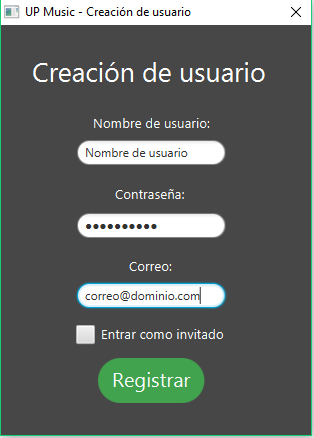 UP Music - Creación de usuario
Creación de usuario
Nombre de usuario:
Nombre de usuario
Contraseña:
●●●●●●●●●●
Correo:
correo@dominio.com
Entrar como invitado
Registrar